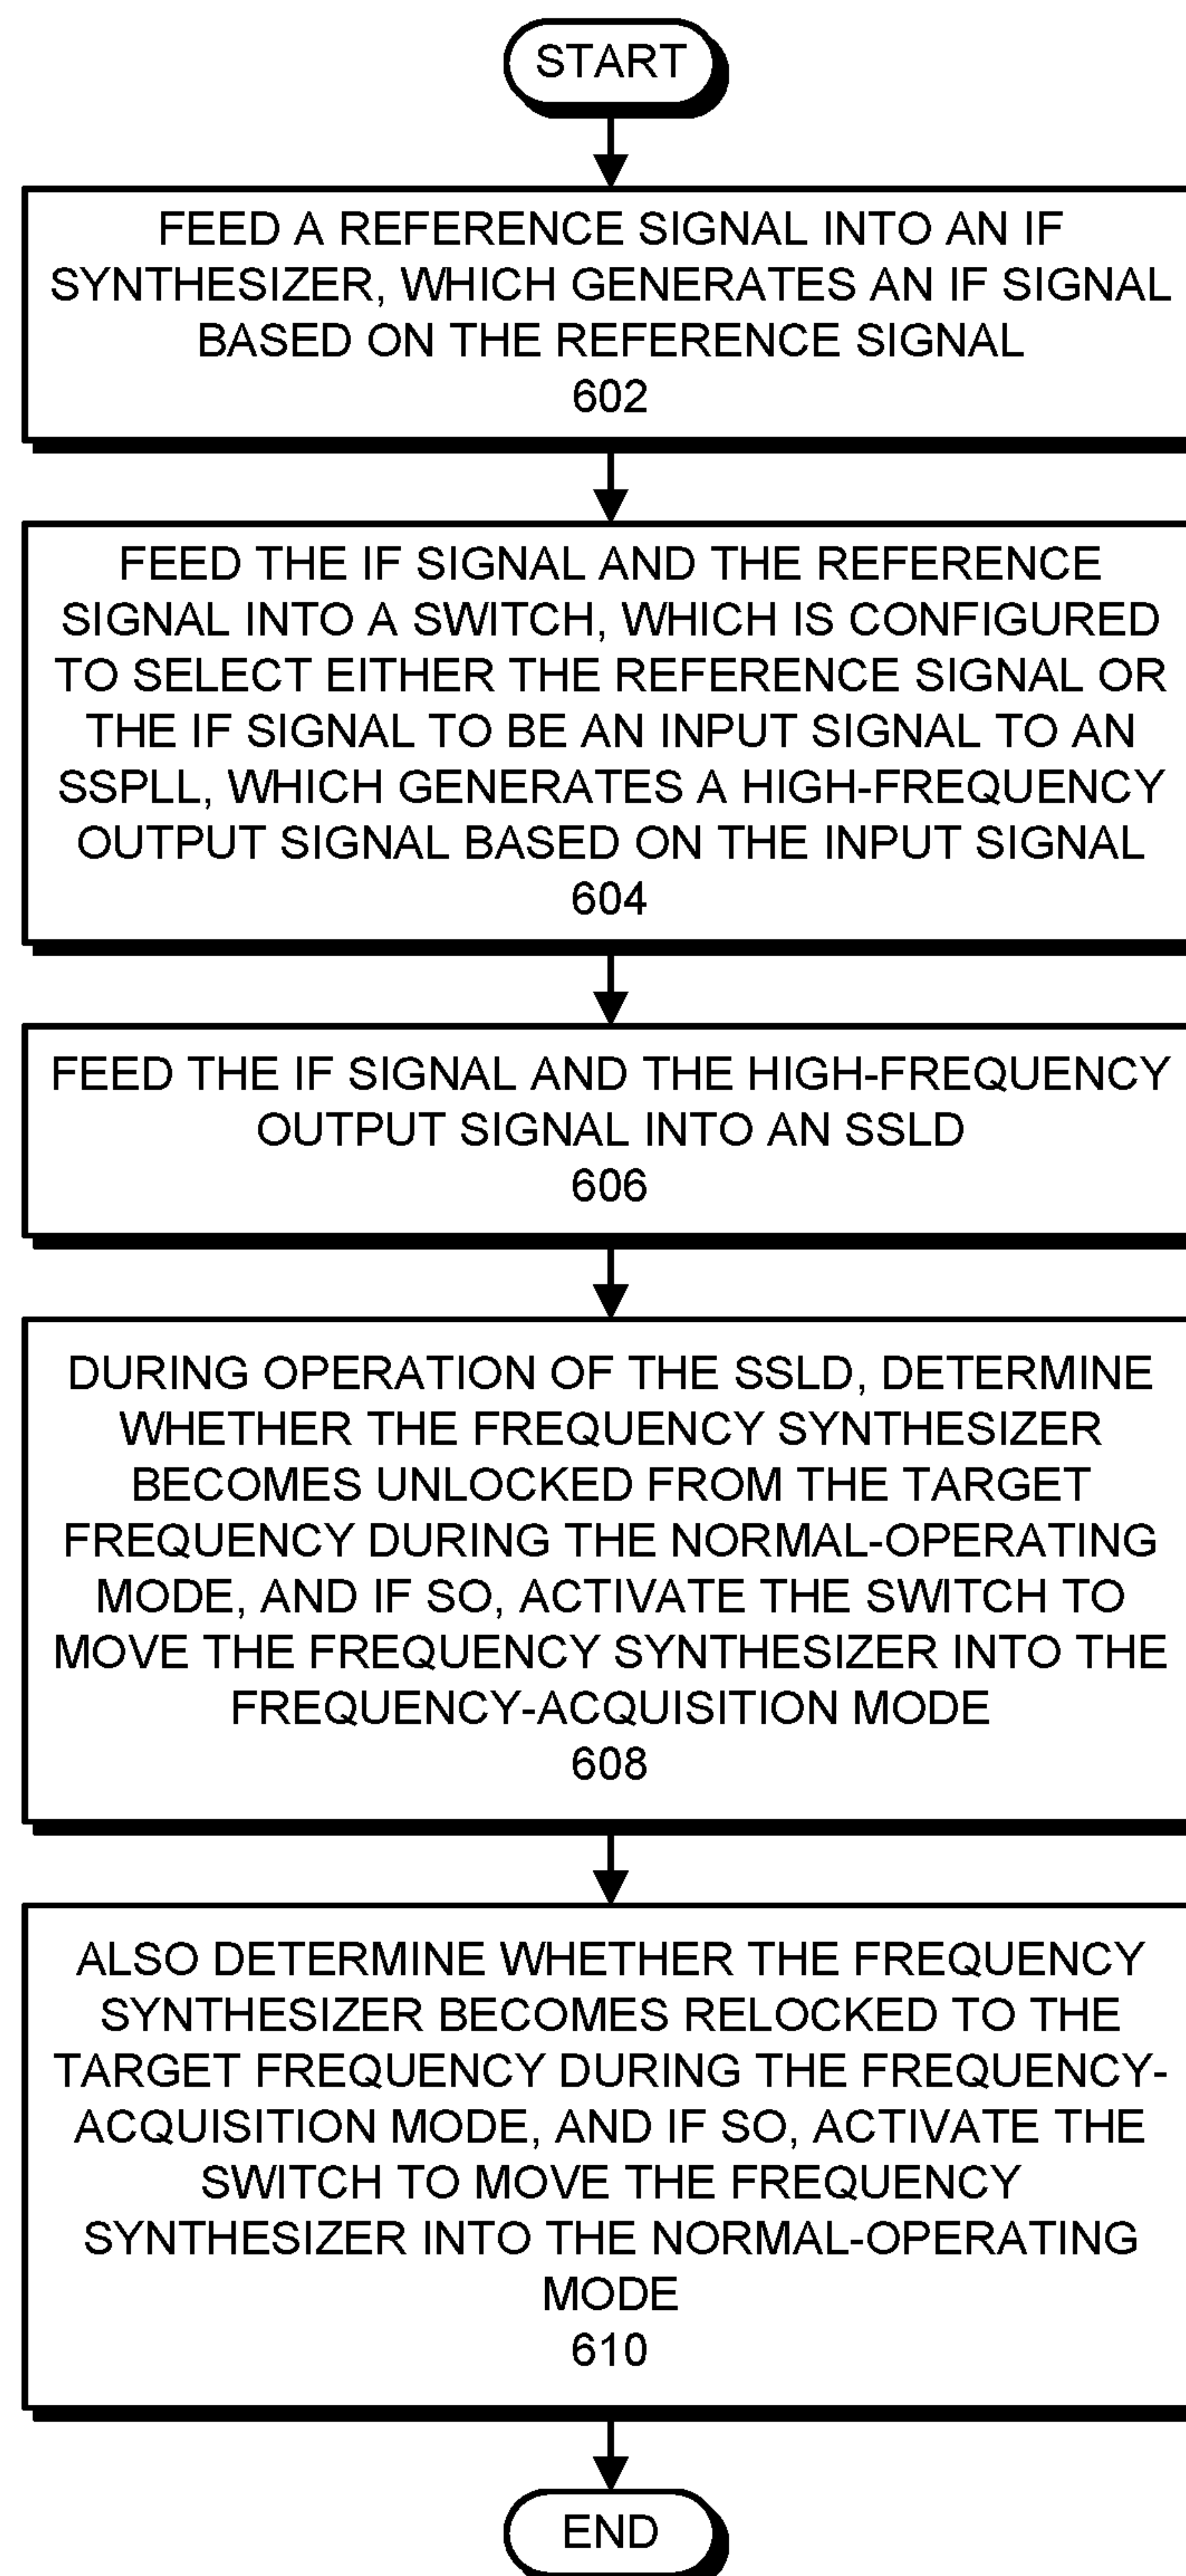 START
FEED A REFERENCE SIGNAL INTO AN IF
SYNTHESIZER, WHICH GENERATES AN IF SIGNAL
BASED ON THE REFERENCE SIGNAL
602
FEED THE IF SIGNAL AND THE REFERENCE
SIGNAL INTO A SWITCH, WHICH IS CONFIGURED
TO SELECT EITHER THE REFERENCE SIGNAL OR
THE IF SIGNAL TO BE AN INPUT SIGNAL TO AN
SSPLL, WHICH GENERATES A HIGH-FREQUENCY
OUTPUT SIGNAL BASED ON THE INPUT SIGNAL
604
FEED THE IF SIGNAL AND THE HIGH-FREQUENCY
OUTPUT SIGNAL INTO AN SSLD
606
DURING OPERATION OF THE SSLD, DETERMINE
WHETHER THE FREQUENCY SYNTHESIZER
BECOMES UNLOCKED FROM THE TARGET
FREQUENCY DURING THE NORMAL-OPERATING
MODE, AND IF SO, ACTIVATE THE SWITCH TO
MOVE THE FREQUENCY SYNTHESIZER INTO THE
FREQUENCY-ACQUISITION MODE
608
ALSO DETERMINE WHETHER THE FREQUENCY
SYNTHESIZER BECOMES RELOCKED TO THE
TARGET FREQUENCY DURING THE FREQUENCY-
ACQUISITION MODE, AND IF SO, ACTIVATE THE
SWITCH TO MOVE THE FREQUENCY
SYNTHESIZER INTO THE NORMAL-OPERATING
MODE
610
END